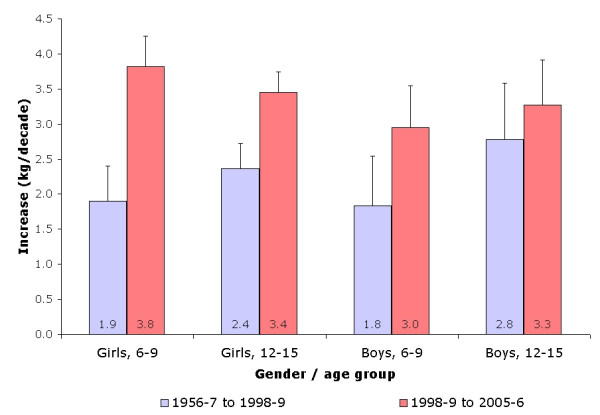 4.5
4.0
3.5
3.0
2.5
2.0
1.5
1.0
0.5
0.0
Increase (kg/decade)
1.9 3.8 2.4 3.4 1.8 3.0 2.8 3.3
Girls, 6-9 Girls, 12-15 Boys, 6-9 Boys, 12-15
Gender / age group
1956-7 to 1998-9 1998-9 to 2005-6